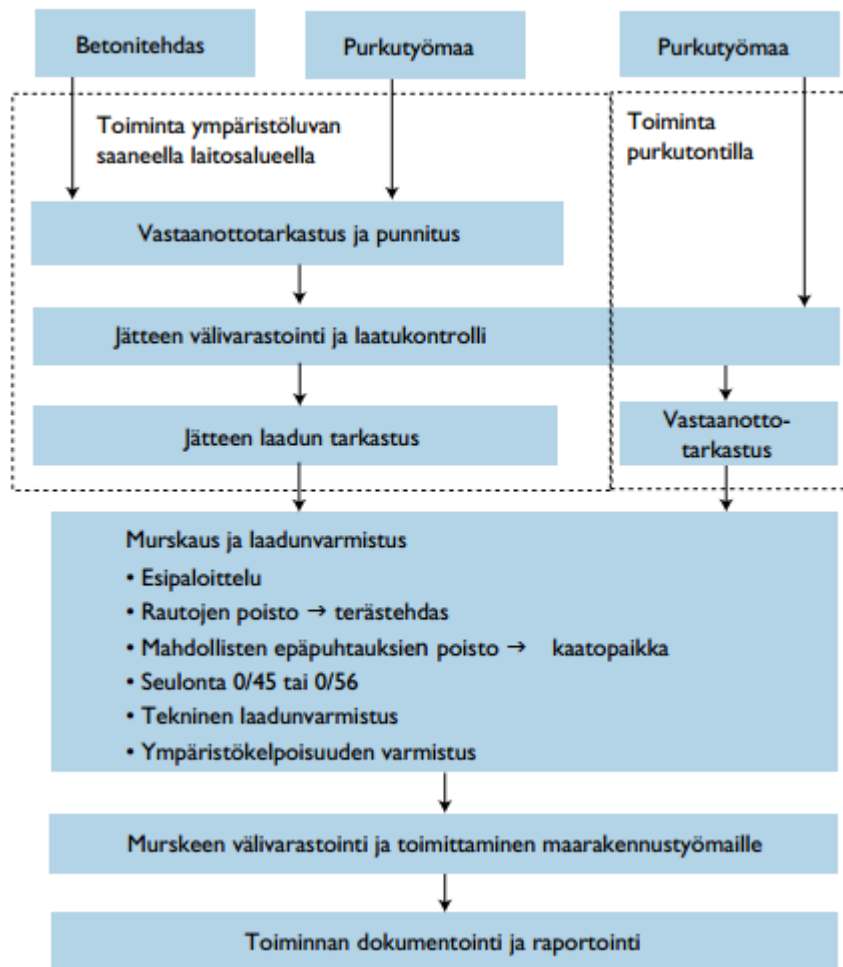 Betonitehdas
Purkutyömaa
Purkutyömaa
Toiminta ympäristöluvan
saaneella laitosalueella
Toiminta
purkutontilla
Vastaanottotarkastus ja punnitus
Jätteen välivarastointi ja laatukontrolli
Jätteen laadun tarkastus
Vastaanotto-
tarkastus
Murskaus ja laadunvarmistus
• Esipaloittelu
• Rautojen poisto → terästehdas
• Mahdollisten epäpuhtauksien poisto → kaatopaikka
• Seulonta 0/45 tai 0/56
• Tekninen laadunvarmistus
• Ympäristökelpoisuuden varmistus
Murskeen välivarastointi ja toimittaminen maarakennustyömaille
Toiminnan dokumentointi ja raportointi